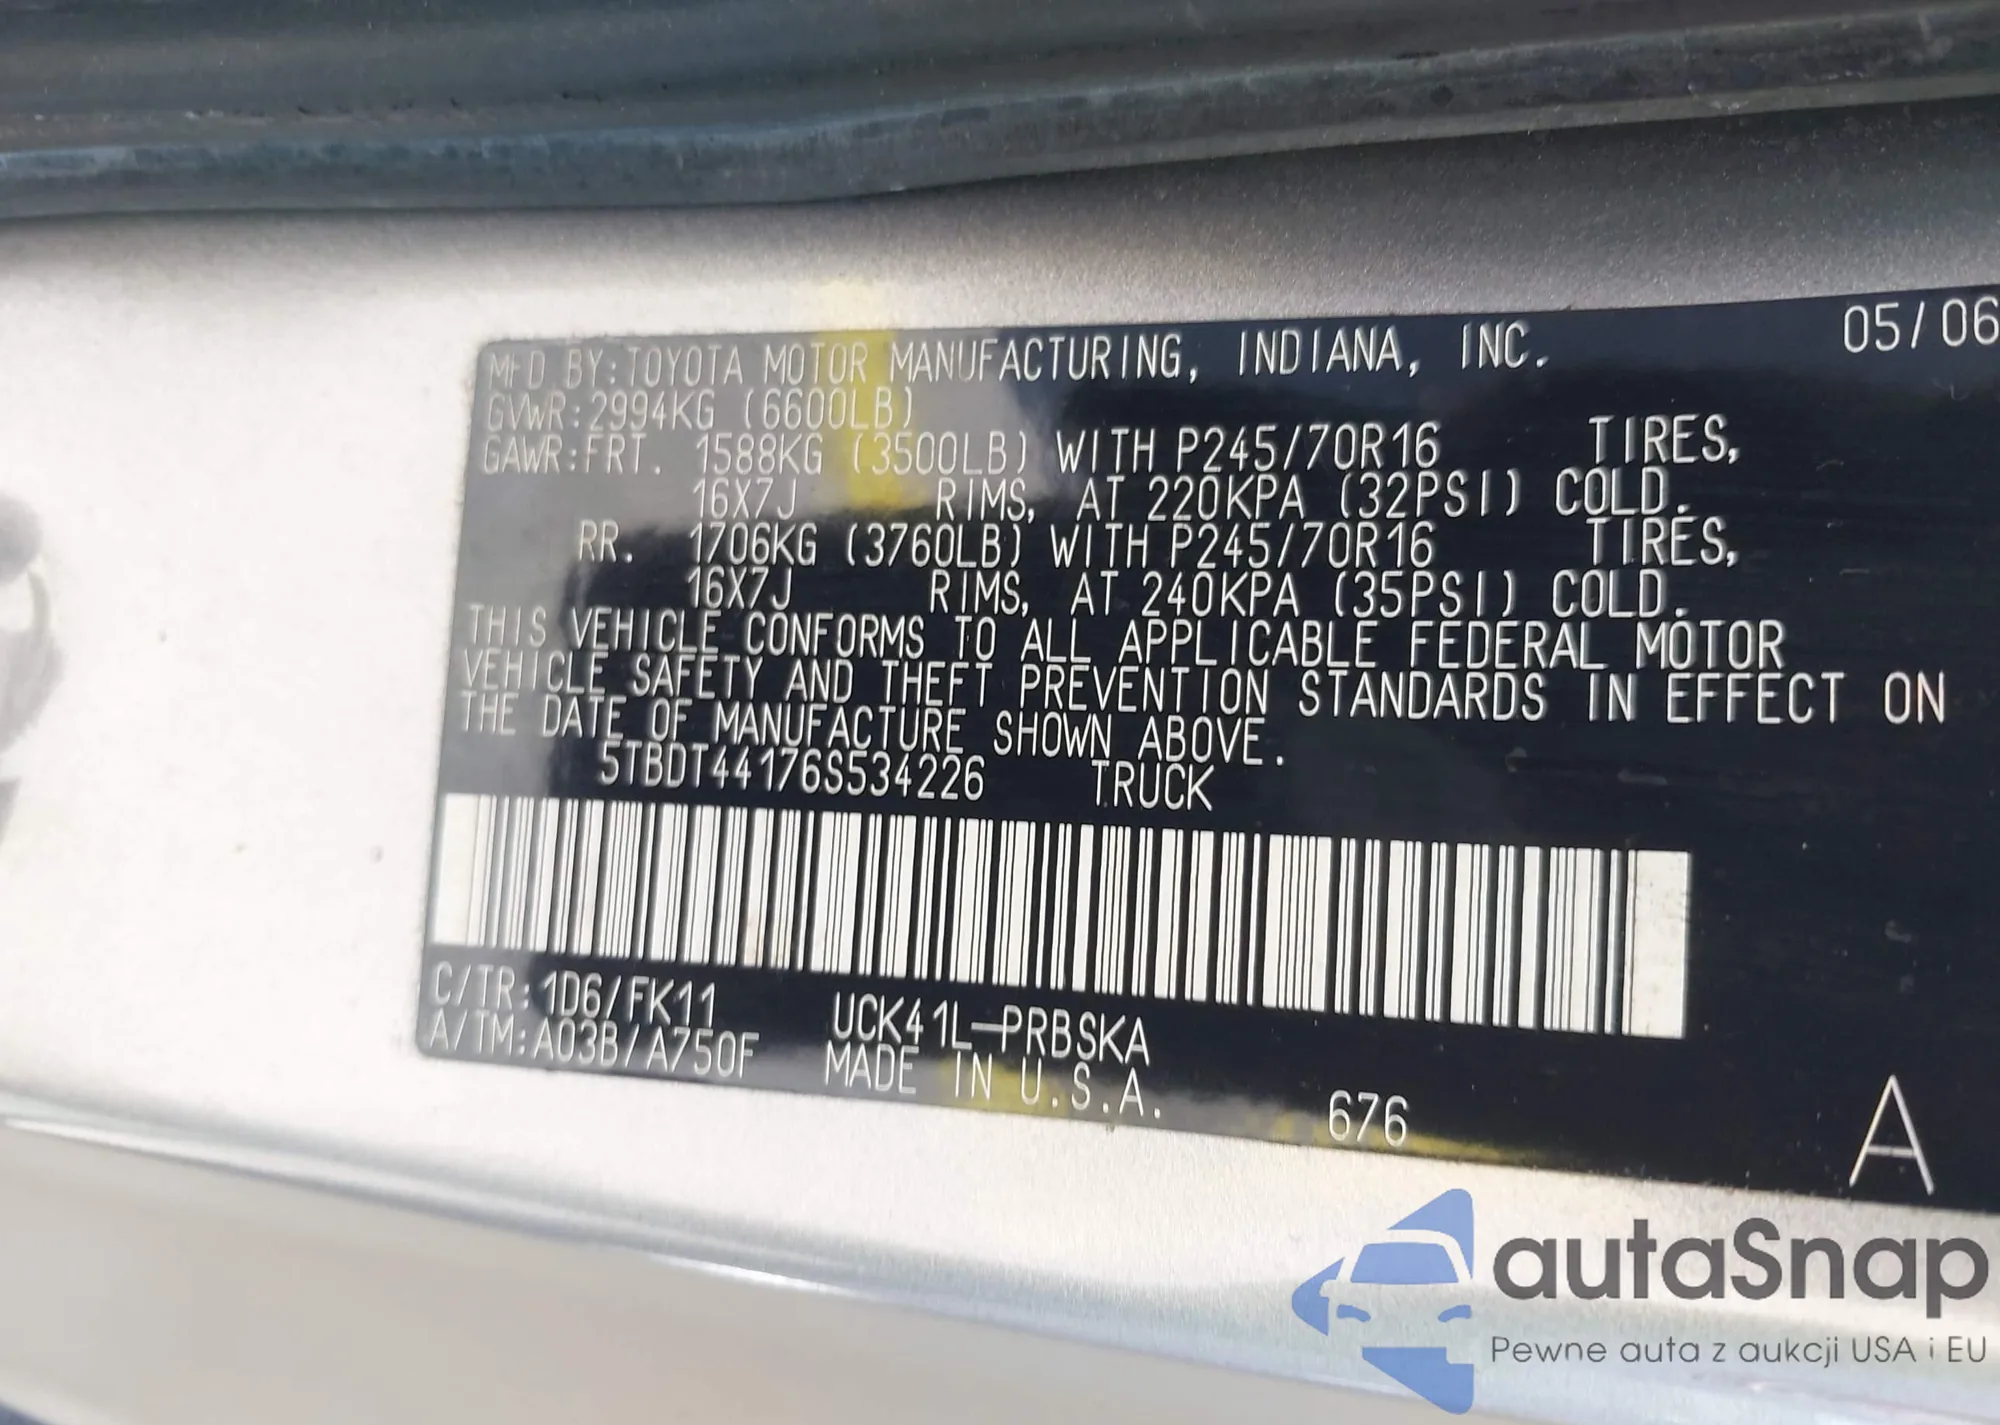 MFD BY:TOYOTA MOTOR MANUFACTURING, INDIANA, INC. 05/06
GVWR:2994KG (6600LB)
GAWR:FRT. 1588KG (3500LB) WITH P245/70R16 TIRES,
16X7J RIMS, AT 220KPA (32PSI) COLD.
RR. 1706KG (3760LB) WITH P245/70R16 TIRES,
16X7J RIMS, AT 240KPA (35PSI) COLD.
THIS VEHICLE CONFORMS TO ALL APPLICABLE FEDERAL MOTOR
VEHICLE SAFETY AND THEFT PREVENTION STANDARDS IN EFFECT ON
THE DATE OF MANUFACTURE SHOWN ABOVE.
5TBDT44176S534226 TRUCK
C/TR:1D6/FK11 UCK41L-PRBSKA
A/TM:A03B/A750F MADE IN U.S.A. 676 A
autaSnap
Pewne auta z aukcji USA i EU